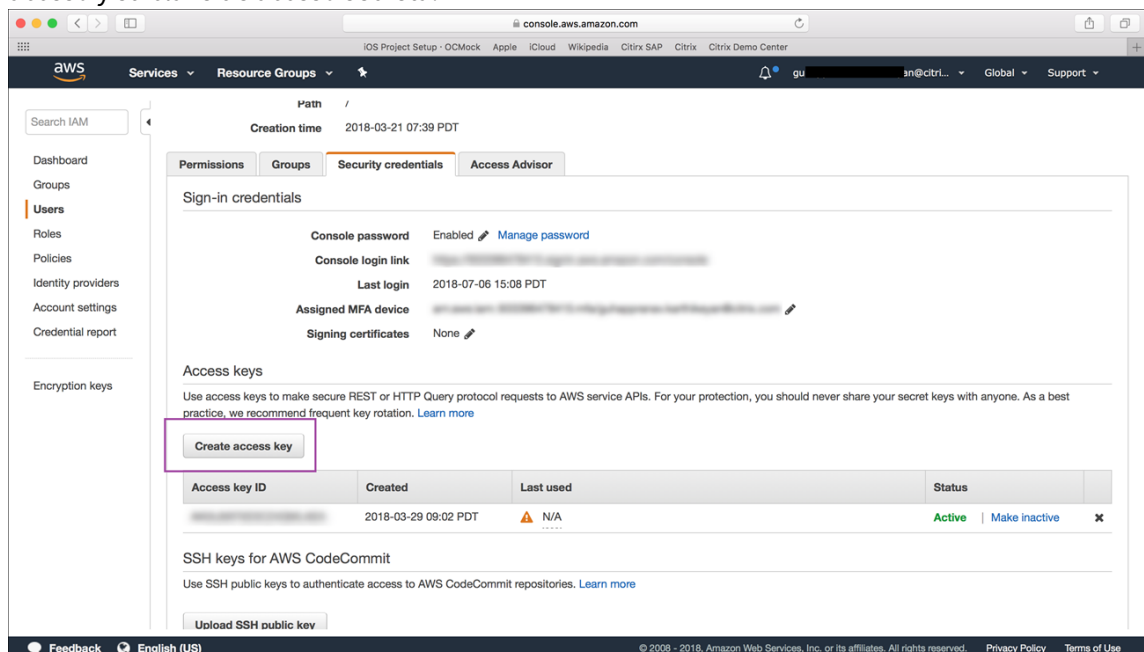 console.aws.amazon.com
iOS Project Setup · OCMock Apple iCloud Wikipedia Citirx SAP Citrix Citrix Demo Center
aws Services Resource Groups gu an@citri... Global Support
Path /
Search IAM
Creation time 2018-03-21 07:39 PDT
Dashboard
Groups
Users
Roles
Policies
Identity providers
Account settings
Credential report
Encryption keys
Permissions Groups Security credentials Access Advisor
Sign-in credentials
Console password Enabled Manage password
Console login link
Last login 2018-07-06 15:08 PDT
Assigned MFA device
Signing certificates None
Access keys
Use access keys to make secure REST or HTTP Query protocol requests to AWS service APIs. For your protection, you should never share your secret keys with anyone. As a best
practice, we recommend frequent key rotation. Learn more
Create access key
Access key ID Created Last used Status
2018-03-29 09:02 PDT N/A Active | Make inactive
SSH keys for AWS CodeCommit
Use SSH public keys to authenticate access to AWS CodeCommit repositories. Learn more
Upload SSH public key
Feedback English (US) © 2008 - 2018, Amazon Web Services, Inc. or its affiliates. All rights reserved. Privacy Policy Terms of Use